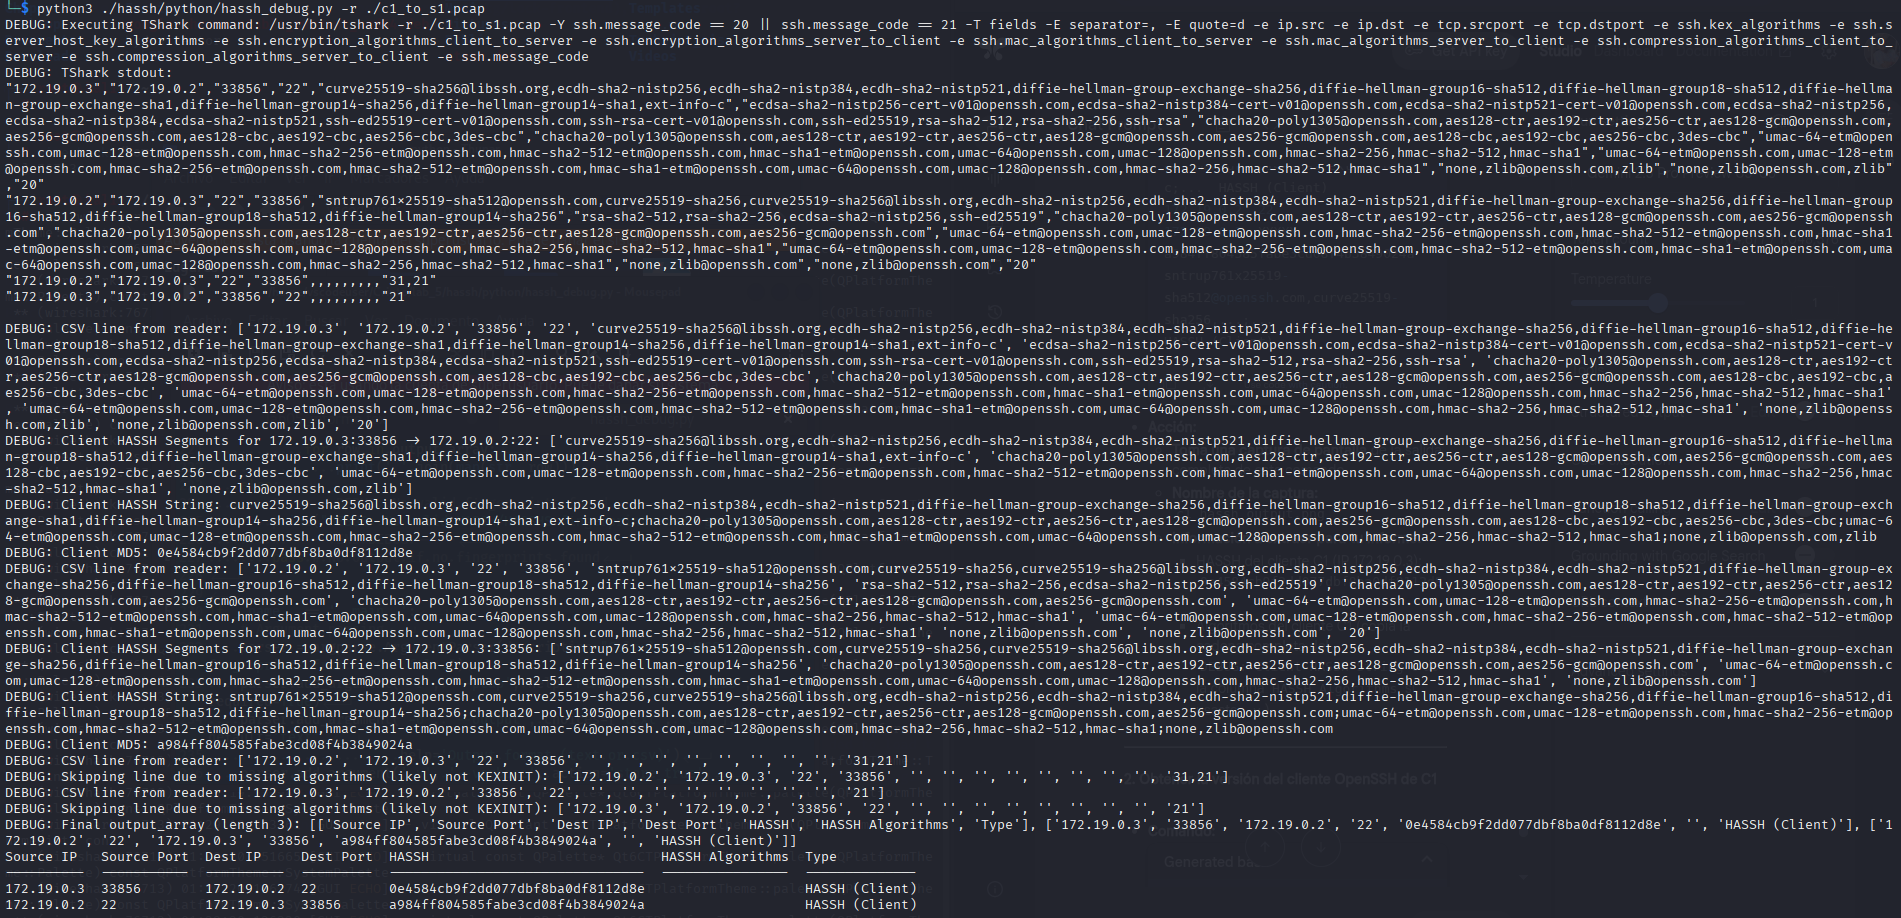 └─$ python3 ./hassh/python/hassh_debug.py -r ./c1_to_s1.pcap
DEBUG: Executing TShark command: /usr/bin/tshark -r ./c1_to_s1.pcap -Y ssh.message_code == 20 || ssh.message_code == 21 -T fields -E separator=, -E quote=d -e ip.src -e ip.dst -e tcp.srcport -e tcp.dstport -e ssh.kex_algorithms -e ssh.s
erver_host_key_algorithms -e ssh.encryption_algorithms_client_to_server -e ssh.encryption_algorithms_server_to_client -e ssh.mac_algorithms_client_to_server -e ssh.mac_algorithms_server_to_client -e ssh.compression_algorithms_client_to_
server -e ssh.compression_algorithms_server_to_client -e ssh.message_code
DEBUG: TShark stdout:
"172.19.0.3","172.19.0.2","33856","22","curve25519-sha256@libssh.org,ecdh-sha2-nistp256,ecdh-sha2-nistp384,ecdh-sha2-nistp521,diffie-hellman-group-exchange-sha256,diffie-hellman-group16-sha512,diffie-hellman-group18-sha512,diffie-hellma
n-group-exchange-sha1,diffie-hellman-group14-sha256,diffie-hellman-group14-sha1,ext-info-c","ecdsa-sha2-nistp256-cert-v01@openssh.com,ecdsa-sha2-nistp384-cert-v01@openssh.com,ecdsa-sha2-nistp521-cert-v01@openssh.com,ecdsa-sha2-nistp256,
ecdsa-sha2-nistp384,ecdsa-sha2-nistp521,ssh-ed25519-cert-v01@openssh.com,ssh-rsa-cert-v01@openssh.com,ssh-ed25519,rsa-sha2-512,rsa-sha2-256,ssh-rsa","chacha20-poly1305@openssh.com,aes128-ctr,aes192-ctr,aes256-ctr,aes128-gcm@openssh.com,
aes256-gcm@openssh.com,aes128-cbc,aes192-cbc,aes256-cbc,3des-cbc","chacha20-poly1305@openssh.com,aes128-ctr,aes192-ctr,aes256-ctr,aes128-gcm@openssh.com,aes256-gcm@openssh.com,aes128-cbc,aes192-cbc,aes256-cbc,3des-cbc","umac-64-etm@open
ssh.com,umac-128-etm@openssh.com,hmac-sha2-256-etm@openssh.com,hmac-sha2-512-etm@openssh.com,hmac-sha1-etm@openssh.com,umac-64@openssh.com,umac-128@openssh.com,hmac-sha2-256,hmac-sha2-512,hmac-sha1","umac-64-etm@openssh.com,umac-128-etm
@openssh.com,hmac-sha2-256-etm@openssh.com,hmac-sha2-512-etm@openssh.com,hmac-sha1-etm@openssh.com,umac-64@openssh.com,umac-128@openssh.com,hmac-sha2-256,hmac-sha2-512,hmac-sha1","none,zlib@openssh.com,zlib","none,zlib@openssh.com,zlib"
,"20"
"172.19.0.2","172.19.0.3","22","33856","sntrup761×25519-sha512@openssh.com,curve25519-sha256,curve25519-sha256@libssh.org,ecdh-sha2-nistp256,ecdh-sha2-nistp384,ecdh-sha2-nistp521,diffie-hellman-group-exchange-sha256,diffie-hellman-group
16-sha512,diffie-hellman-group18-sha512,diffie-hellman-group14-sha256","rsa-sha2-512,rsa-sha2-256,ecdsa-sha2-nistp256,ssh-ed25519","chacha20-poly1305@openssh.com,aes128-ctr,aes192-ctr,aes256-ctr,aes128-gcm@openssh.com,aes256-gcm@openssh
.com","chacha20-poly1305@openssh.com,aes128-ctr,aes192-ctr,aes256-ctr,aes128-gcm@openssh.com,aes256-gcm@openssh.com","umac-64-etm@openssh.com,umac-128-etm@openssh.com,hmac-sha2-256-etm@openssh.com,hmac-sha2-512-etm@openssh.com,hmac-sha1
-etm@openssh.com,umac-64@openssh.com,umac-128@openssh.com,hmac-sha2-256,hmac-sha2-512,hmac-sha1","umac-64-etm@openssh.com,umac-128-etm@openssh.com,hmac-sha2-256-etm@openssh.com,hmac-sha2-512-etm@openssh.com,hmac-sha1-etm@openssh.com,uma
c-64@openssh.com,umac-128@openssh.com,hmac-sha2-256,hmac-sha2-512,hmac-sha1","none,zlib@openssh.com","none,zlib@openssh.com","20"
"172.19.0.2","172.19.0.3","22","33856",,,,,,,,,"31,21"
"172.19.0.3","172.19.0.2","33856","22",,,,,,,,,"21"
DEBUG: CSV line from reader: ['172.19.0.3', '172.19.0.2', '33856', '22', 'curve25519-sha256@libssh.org,ecdh-sha2-nistp256,ecdh-sha2-nistp384,ecdh-sha2-nistp521,diffie-hellman-group-exchange-sha256,diffie-hellman-group16-sha512,diffie-he
llman-group18-sha512,diffie-hellman-group-exchange-sha1,diffie-hellman-group14-sha256,diffie-hellman-group14-sha1,ext-info-c', 'ecdsa-sha2-nistp256-cert-v01@openssh.com,ecdsa-sha2-nistp384-cert-v01@openssh.com,ecdsa-sha2-nistp521-cert-v
01@openssh.com,ecdsa-sha2-nistp256,ecdsa-sha2-nistp384,ecdsa-sha2-nistp521,ssh-ed25519-cert-v01@openssh.com,ssh-rsa-cert-v01@openssh.com,ssh-ed25519,rsa-sha2-512,rsa-sha2-256,ssh-rsa', 'chacha20-poly1305@openssh.com,aes128-ctr,aes192-ct
r,aes256-ctr,aes128-gcm@openssh.com,aes256-gcm@openssh.com,aes128-cbc,aes192-cbc,aes256-cbc,3des-cbc', 'chacha20-poly1305@openssh.com,aes128-ctr,aes192-ctr,aes256-ctr,aes128-gcm@openssh.com,aes256-gcm@openssh.com,aes128-cbc,aes192-cbc,a
es256-cbc,3des-cbc', 'umac-64-etm@openssh.com,umac-128-etm@openssh.com,hmac-sha2-256-etm@openssh.com,hmac-sha2-512-etm@openssh.com,hmac-sha1-etm@openssh.com,umac-64@openssh.com,umac-128@openssh.com,hmac-sha2-256,hmac-sha2-512,hmac-sha1'
, 'umac-64-etm@openssh.com,umac-128-etm@openssh.com,hmac-sha2-256-etm@openssh.com,hmac-sha2-512-etm@openssh.com,hmac-sha1-etm@openssh.com,umac-64@openssh.com,umac-128@openssh.com,hmac-sha2-256,hmac-sha2-512,hmac-sha1', 'none,zlib@openss
h.com,zlib', 'none,zlib@openssh.com,zlib', '20']
DEBUG: Client HASSH Segments for 172.19.0.3:33856 → 172.19.0.2:22: ['curve25519-sha256@libssh.org,ecdh-sha2-nistp256,ecdh-sha2-nistp384,ecdh-sha2-nistp521,diffie-hellman-group-exchange-sha256,diffie-hellman-group16-sha512,diffie-hellma
n-group18-sha512,diffie-hellman-group-exchange-sha1,diffie-hellman-group14-sha256,diffie-hellman-group14-sha1,ext-info-c', 'chacha20-poly1305@openssh.com,aes128-ctr,aes192-ctr,aes256-ctr,aes128-gcm@openssh.com,aes256-gcm@openssh.com,aes
128-cbc,aes192-cbc,aes256-cbc,3des-cbc', 'umac-64-etm@openssh.com,umac-128-etm@openssh.com,hmac-sha2-256-etm@openssh.com,hmac-sha2-512-etm@openssh.com,hmac-sha1-etm@openssh.com,umac-64@openssh.com,umac-128@openssh.com,hmac-sha2-256,hmac
-sha2-512,hmac-sha1', 'none,zlib@openssh.com,zlib']
DEBUG: Client HASSH String: curve25519-sha256@libssh.org,ecdh-sha2-nistp256,ecdh-sha2-nistp384,ecdh-sha2-nistp521,diffie-hellman-group-exchange-sha256,diffie-hellman-group16-sha512,diffie-hellman-group18-sha512,diffie-hellman-group-exch
ange-sha1,diffie-hellman-group14-sha256,diffie-hellman-group14-sha1,ext-info-c;chacha20-poly1305@openssh.com,aes128-ctr,aes192-ctr,aes256-ctr,aes128-gcm@openssh.com,aes256-gcm@openssh.com,aes128-cbc,aes192-cbc,aes256-cbc,3des-cbc;umac-6
4-etm@openssh.com,umac-128-etm@openssh.com,hmac-sha2-256-etm@openssh.com,hmac-sha2-512-etm@openssh.com,hmac-sha1-etm@openssh.com,umac-64@openssh.com,umac-128@openssh.com,hmac-sha2-256,hmac-sha2-512,hmac-sha1;none,zlib@openssh.com,zlib
DEBUG: Client MD5: 0e4584cb9f2dd077dbf8ba0df8112d8e
DEBUG: CSV line from reader: ['172.19.0.2', '172.19.0.3', '22', '33856', 'sntrup761×25519-sha512@openssh.com,curve25519-sha256,curve25519-sha256@libssh.org,ecdh-sha2-nistp256,ecdh-sha2-nistp384,ecdh-sha2-nistp521,diffie-hellman-group-ex
change-sha256,diffie-hellman-group16-sha512,diffie-hellman-group18-sha512,diffie-hellman-group14-sha256', 'rsa-sha2-512,rsa-sha2-256,ecdsa-sha2-nistp256,ssh-ed25519', 'chacha20-poly1305@openssh.com,aes128-ctr,aes192-ctr,aes256-ctr,aes12
8-gcm@openssh.com,aes256-gcm@openssh.com', 'chacha20-poly1305@openssh.com,aes128-ctr,aes192-ctr,aes256-ctr,aes128-gcm@openssh.com,aes256-gcm@openssh.com', 'umac-64-etm@openssh.com,umac-128-etm@openssh.com,hmac-sha2-256-etm@openssh.com,h
mac-sha2-512-etm@openssh.com,hmac-sha1-etm@openssh.com,umac-64@openssh.com,umac-128@openssh.com,hmac-sha2-256,hmac-sha2-512,hmac-sha1', 'umac-64-etm@openssh.com,umac-128-etm@openssh.com,hmac-sha2-256-etm@openssh.com,hmac-sha2-512-etm@op
enssh.com,hmac-sha1-etm@openssh.com,umac-64@openssh.com,umac-128@openssh.com,hmac-sha2-256,hmac-sha2-512,hmac-sha1', 'none,zlib@openssh.com', 'none,zlib@openssh.com', '20']
DEBUG: Client HASSH Segments for 172.19.0.2:22 → 172.19.0.3:33856: ['sntrup761×25519-sha512@openssh.com,curve25519-sha256,curve25519-sha256@libssh.org,ecdh-sha2-nistp256,ecdh-sha2-nistp384,ecdh-sha2-nistp521,diffie-hellman-group-exchan
ge-sha256,diffie-hellman-group16-sha512,diffie-hellman-group18-sha512,diffie-hellman-group14-sha256', 'chacha20-poly1305@openssh.com,aes128-ctr,aes192-ctr,aes256-ctr,aes128-gcm@openssh.com,aes256-gcm@openssh.com', 'umac-64-etm@openssh.c
om,umac-128-etm@openssh.com,hmac-sha2-256-etm@openssh.com,hmac-sha2-512-etm@openssh.com,hmac-sha1-etm@openssh.com,umac-64@openssh.com,umac-128@openssh.com,hmac-sha2-256,hmac-sha2-512,hmac-sha1', 'none,zlib@openssh.com']
DEBUG: Client HASSH String: sntrup761×25519-sha512@openssh.com,curve25519-sha256,curve25519-sha256@libssh.org,ecdh-sha2-nistp256,ecdh-sha2-nistp384,ecdh-sha2-nistp521,diffie-hellman-group-exchange-sha256,diffie-hellman-group16-sha512,di
ffie-hellman-group18-sha512,diffie-hellman-group14-sha256;chacha20-poly1305@openssh.com,aes128-ctr,aes192-ctr,aes256-ctr,aes128-gcm@openssh.com,aes256-gcm@openssh.com;umac-64-etm@openssh.com,umac-128-etm@openssh.com,hmac-sha2-256-etm@op
enssh.com,hmac-sha2-512-etm@openssh.com,hmac-sha1-etm@openssh.com,umac-64@openssh.com,umac-128@openssh.com,hmac-sha2-256,hmac-sha2-512,hmac-sha1;none,zlib@openssh.com
DEBUG: Client MD5: a984ff804585fabe3cd08f4b3849024a
DEBUG: CSV line from reader: ['172.19.0.2', '172.19.0.3', '22', '33856', '', '', '', '', '', '', '', '', '31,21']
DEBUG: Skipping line due to missing algorithms (likely not KEXINIT): ['172.19.0.2', '172.19.0.3', '22', '33856', '', '', '', '', '', '', '', '', '31,21']
DEBUG: CSV line from reader: ['172.19.0.3', '172.19.0.2', '33856', '22', '', '', '', '', '', '', '', '', '21']
DEBUG: Skipping line due to missing algorithms (likely not KEXINIT): ['172.19.0.3', '172.19.0.2', '33856', '22', '', '', '', '', '', '', '', '', '21']
DEBUG: Final output_array (length 3): [['Source IP', 'Source Port', 'Dest IP', 'Dest Port', 'HASSH', 'HASSH Algorithms', 'Type'], ['172.19.0.3', '33856', '172.19.0.2', '22', '0e4584cb9f2dd077dbf8ba0df8112d8e', '', 'HASSH (Client)'], ['1
72.19.0.2', '22', '172.19.0.3', '33856', 'a984ff804585fabe3cd08f4b3849024a', '', 'HASSH (Client)']]
Source IP Source Port Dest IP Dest Port HASSH HASSH Algorithms Type
172.19.0.3 33856 172.19.0.2 22 0e4584cb9f2dd077dbf8ba0df8112d8e HASSH (Client)
172.19.0.2 22 172.19.0.3 33856 a984ff804585fabe3cd08f4b3849024a HASSH (Client)